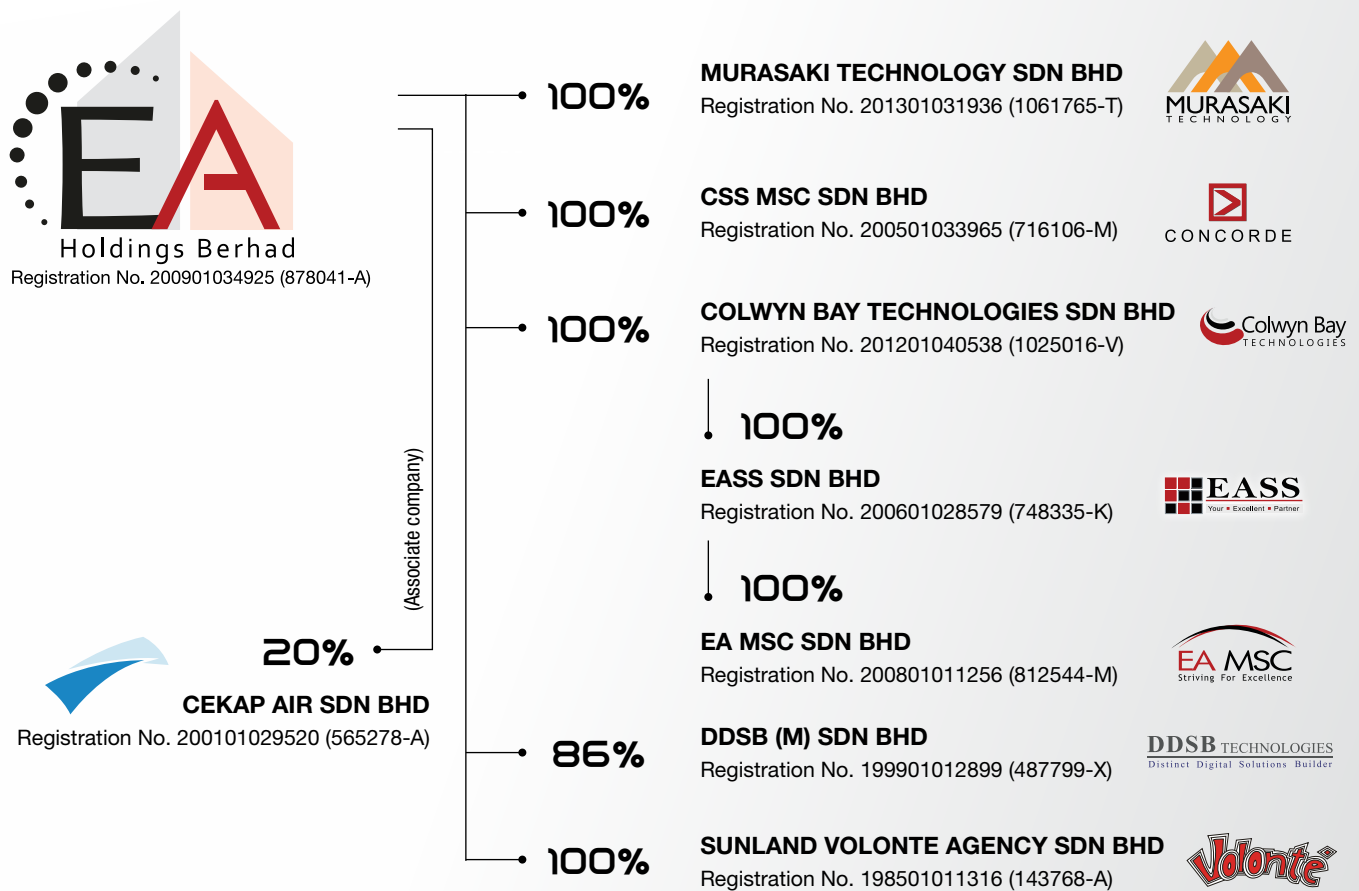 EA
Holdings Berhad
Registration No. 200901034925 (878041-A)
(Associate company)
20%
CEKAP AIR SDN BHD
Registration No. 200101029520 (565278-A)
100%
MURASAKI TECHNOLOGY SDN BHD
Registration No. 201301031936 (1061765-T)
MURASAKI
TECHNOLOGY
100%
CSS MSC SDN BHD
Registration No. 200501033965 (716106-M)
CONCORDE
100%
COLWYN BAY TECHNOLOGIES SDN BHD
Registration No. 201201040538 (1025016-V)
Colwyn Bay
TECHNOLOGIES
100%
EASS SDN BHD
Registration No. 200601028579 (748335-K)
EASS
Your ▪ Excellent ▪ Partner
100%
EA MSC SDN BHD
Registration No. 200801011256 (812544-M)
EA MSC
Striving For Excellence
86%
DDSB (M) SDN BHD
Registration No. 199901012899 (487799-X)
DDSB TECHNOLOGIES
Distinct Digital Solutions Builder
100%
SUNLAND VOLONTE AGENCY SDN BHD
Registration No. 198501011316 (143768-A)
Volonté